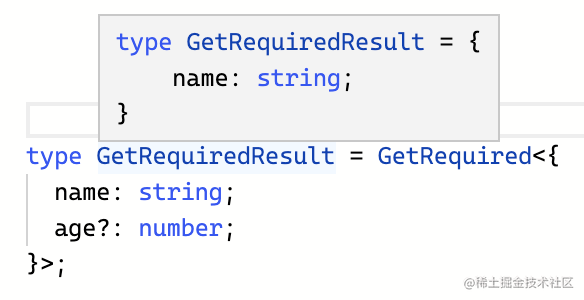 type GetRequiredResult = {
    name: string;
}
type GetRequiredResult = GetRequired<{
  name: string;
  age?: number;
}>;
@稀土掘金技术社区